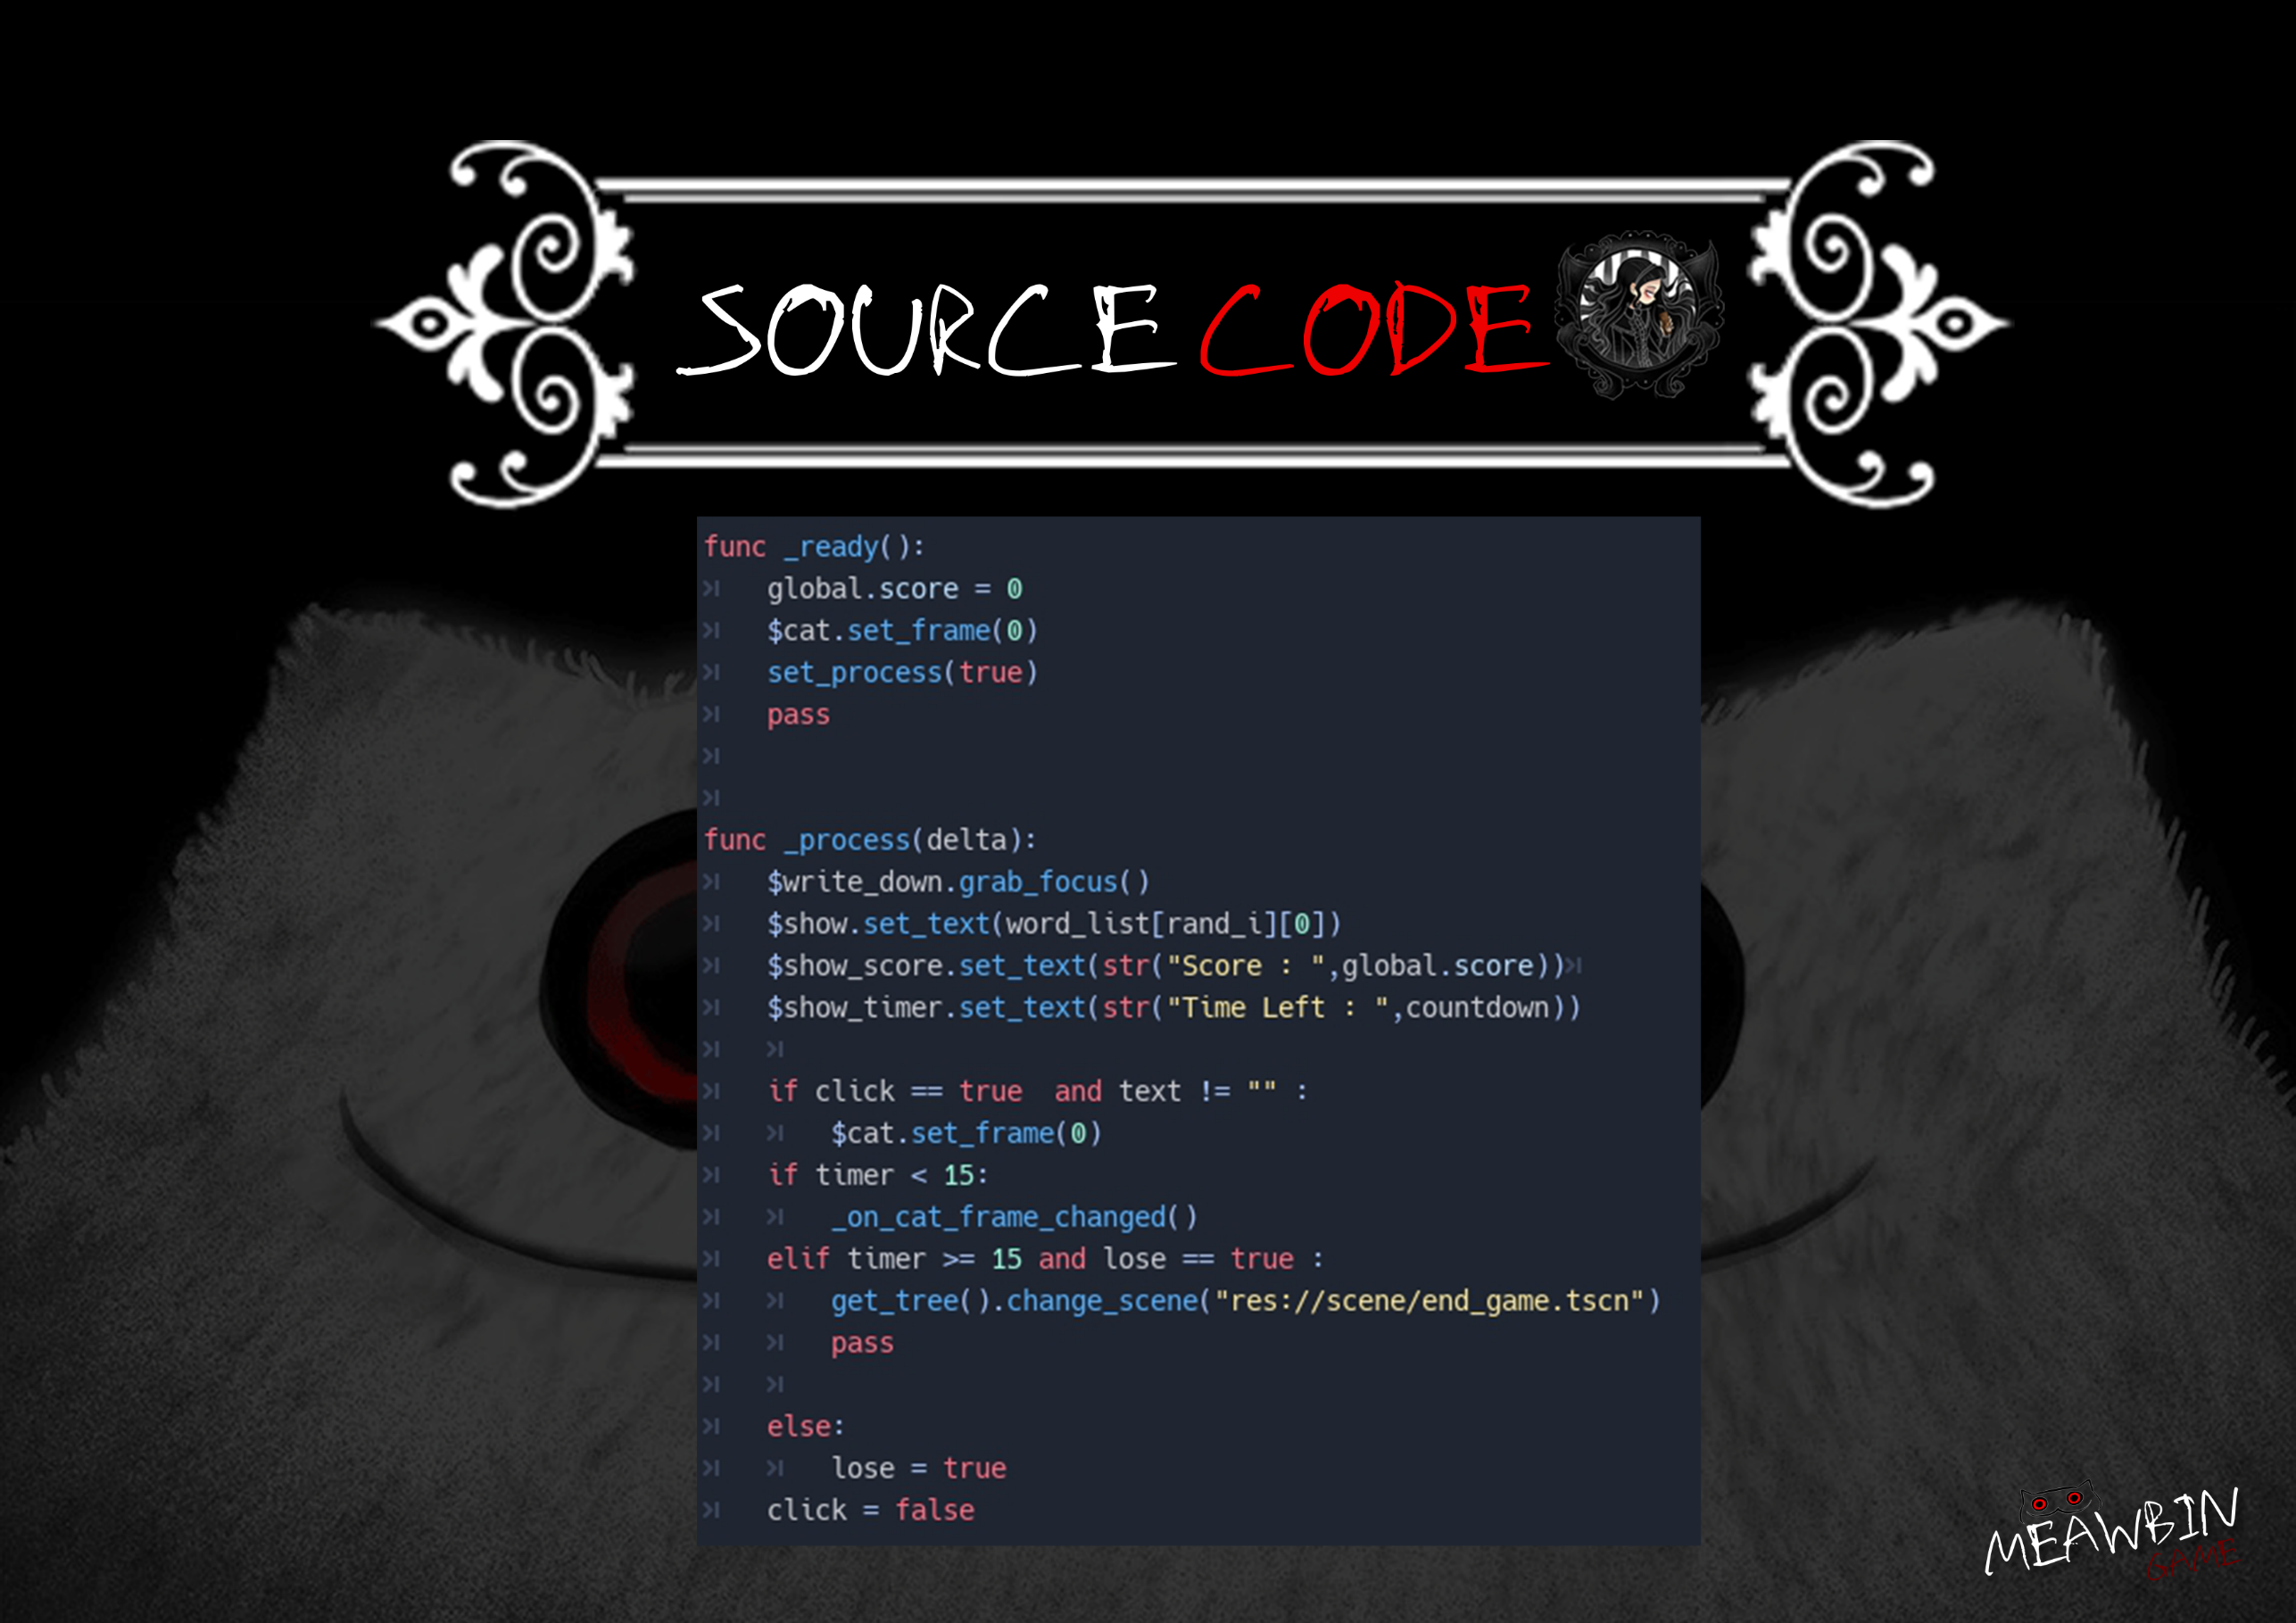 SOURCE CODE
func _ready():
global.score = 0
$cat.set_frame(0)
set_process(true)
pass
func _process(delta):
$write_down.grab_focus()
$show.set_text(word_list[rand_i][0])
$show_score.set_text(str("Score : ",global.score))
$show_timer.set_text(str("Time Left : ",countdown))
if click == true  and text != "" :
$cat.set_frame(0)
if timer < 15:
_on_cat_frame_changed()
elif timer >= 15 and lose == true :
get_tree().change_scene("res://scene/end_game.tscn")
pass
else:
lose = true
click = false
MEAWBIN
GAME